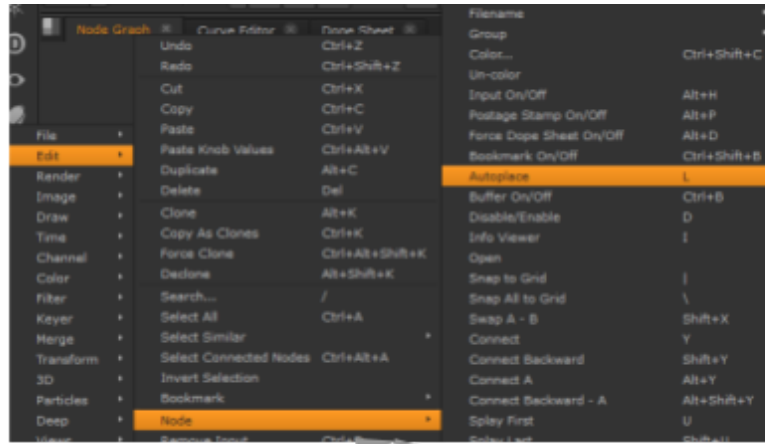 Node Graph Curve Editor Dope Sheet
File
Edit
Render
Image
Draw
Time
Channel
Color
Filter
Keyer
Merge
Transform
3D
Particles
Deep
Views
Undo Ctrl+Z
Redo Ctrl+Shift+Z
Cut Ctrl+X
Copy Ctrl+C
Paste Ctrl+V
Paste Knob Values Ctrl+Alt+V
Duplicate Alt+C
Delete Del
Clone Alt+K
Copy As Clones Ctrl+K
Force Clone Ctrl+Alt+Shift+K
Declone Alt+Shift+K
Search... /
Select All Ctrl+A
Select Similar
Select Connected Nodes Ctrl+Alt+A
Invert Selection
Bookmark
Node
Remove Input
Filename
Group
Color... Ctrl+Shift+C
Un-color
Input On/Off Alt+H
Postage Stamp On/Off Alt+P
Force Dope Sheet On/Off Alt+D
Bookmark On/Off Ctrl+Shift+B
Autoplace L
Buffer On/Off Ctrl+B
Disable/Enable D
Info Viewer I
Open
Snap to Grid |
Snap All to Grid \
Swap A - B Shift+X
Connect Y
Connect Backward Shift+Y
Connect A Alt+Y
Connect Backward - A Alt+Shift+Y
Splay First U
Splay Last Shift+U